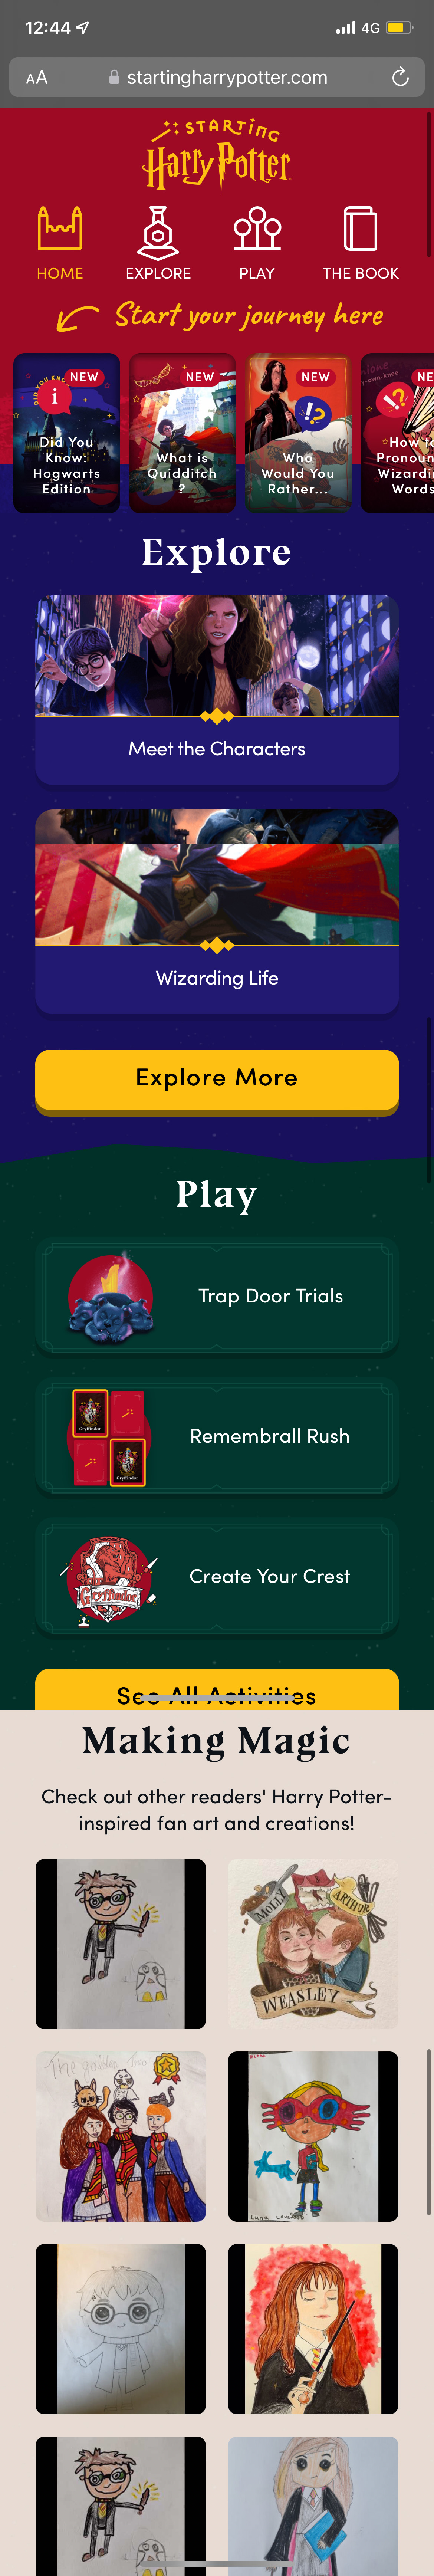 12:44
4G
AA
startingharrypotter.com
STARTING
Harry Potter
HOME
EXPLORE
PLAY
THE BOOK
Start your journey here
NEW
i
Did You
Know:
Hogwarts
Edition
NEW
What is
Quidditch
?
NEW
!?
Who
Would You
Rather...
NE
!?
How to
Pronoun
Wizardi
Words
Explore
Meet the Characters
Wizarding Life
Explore More
Play
Trap Door Trials
Gryffindor
Gryffindor
Remembrall Rush
Gryffindor
Create Your Crest
See All Activities
Making Magic
Check out other readers' Harry Potter-
inspired fan art and creations!
MOLLY
ARTHUR
WEASLEY
The golden Trio
Luna Lovegood